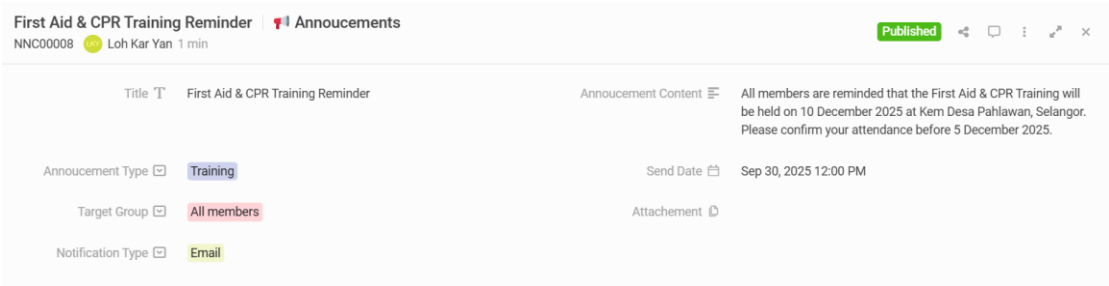 First Aid & CPR Training Reminder
Annoucements
NNC00008 LKY Loh Kar Yan 1 min
Published
Title First Aid & CPR Training Reminder
Annoucement Content All members are reminded that the First Aid & CPR Training will
be held on 10 December 2025 at Kem Desa Pahlawan, Selangor.
Please confirm your attendance before 5 December 2025.
Annoucement Type Training
Send Date Sep 30, 2025 12:00 PM
Target Group All members
Attachement
Notification Type Email